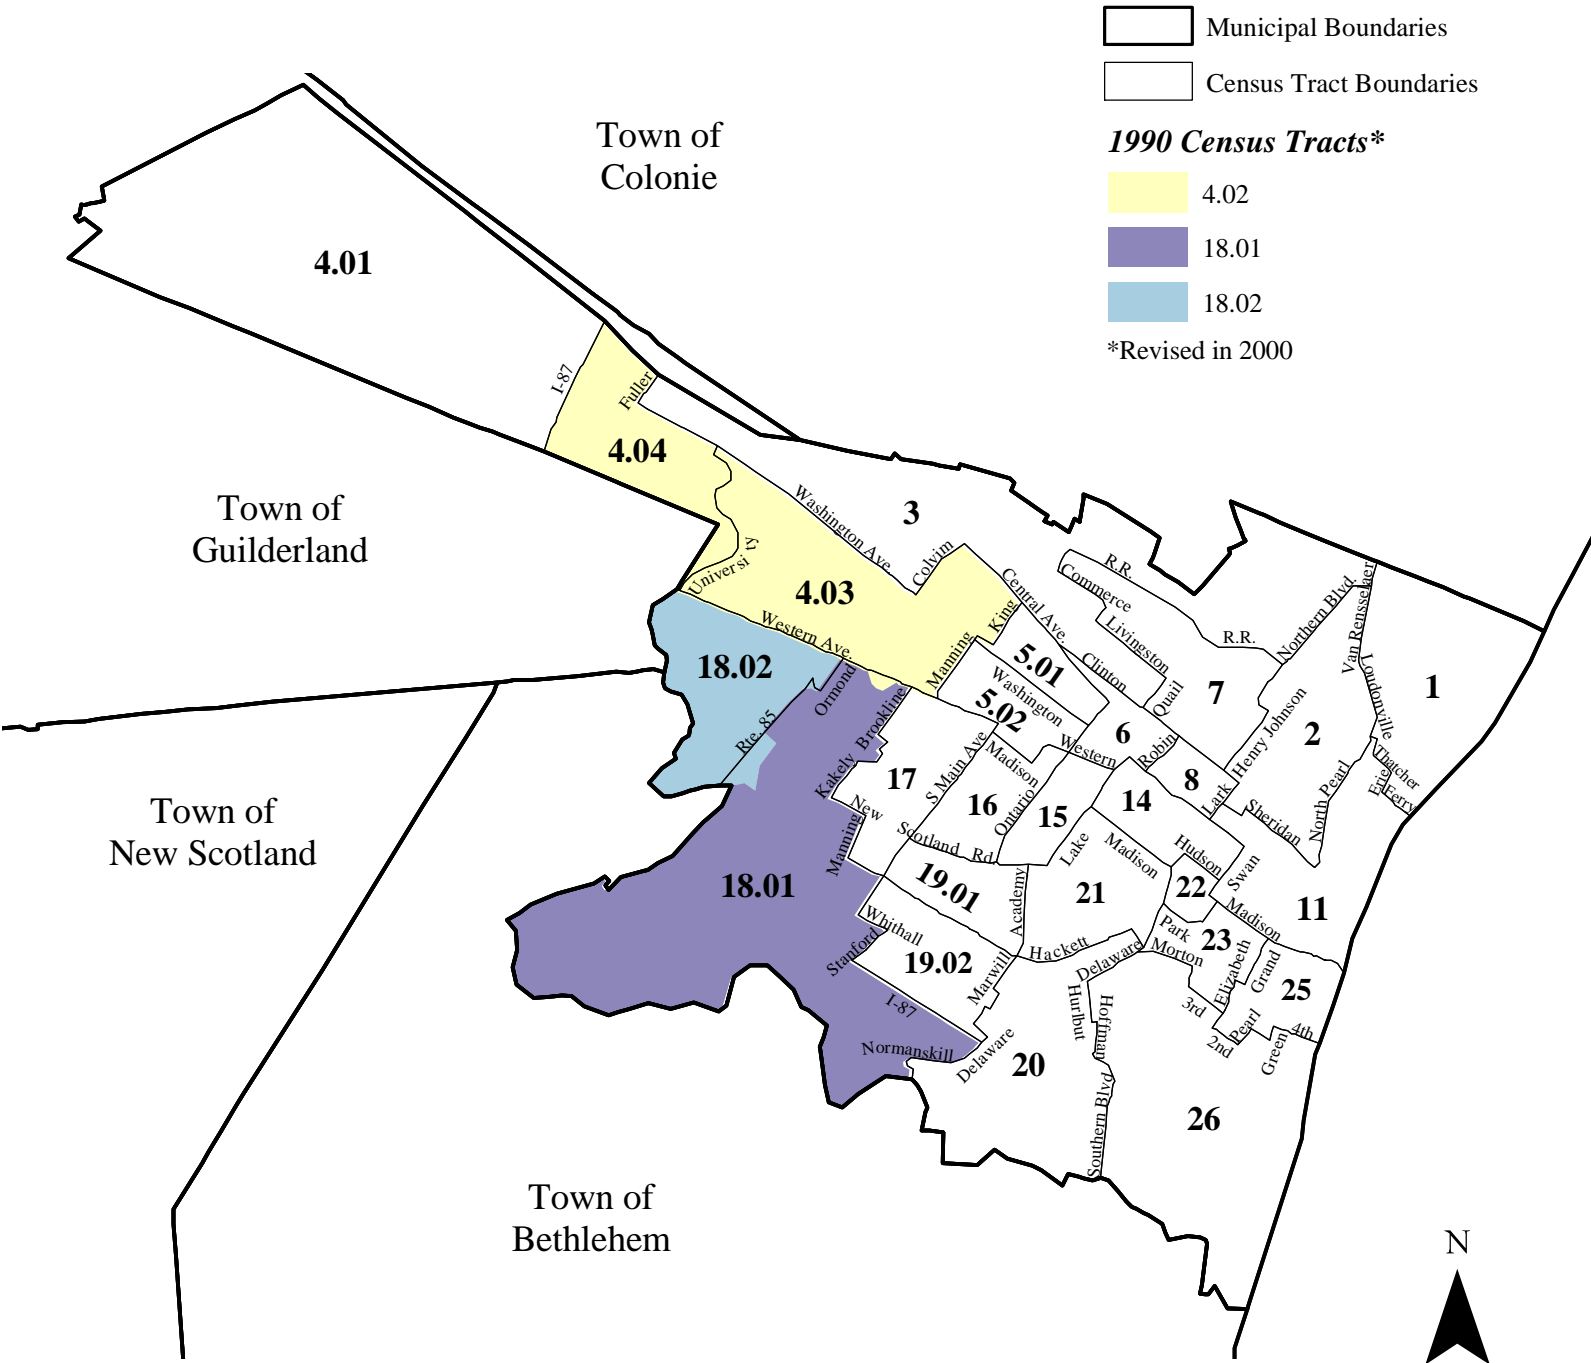 Municipal Boundaries
Census Tract Boundaries
1990 Census Tracts*
4.02
18.01
18.02
*Revised in 2000
Town of
Colonie
4.01
I-87
Fuller
4.04
Town of
Guilderland
Washington Ave.
3
Colvim
University
4.03
Western Ave.
King
Manning
Central Ave.
R.R.
Commerce
Livingston
R.R.
Northern Blvd.
Van Rensselaer
Loudonville
1
18.02
Ormond
Rte. 85
Brookline
Kakely
5.01
Clinton
Quail
7
Washington
5.02
Western
6
Robin
Henry Johnson
2
Thatcher
Erie
Ferry
17
S Main Ave
Madison
16
Ontario
15
14
8
Lark
Sheridan
North Pearl
Town of
New Scotland
New
Scotland
Rd.
Manning
Lake
Madison
Hudson
Swan
18.01
19.01
Academy
21
22
Madison
11
Whithall
Stanford
19.02
Marwill
Hackett
Delaware
Park
Morton
23
Elizabeth
Grand
25
I-87
Normanskill
Delaware
20
Hurlbut
Hoffman
Southern Blvd
3rd
2nd
Pearl
Green
4th
26
Town of
Bethlehem
N